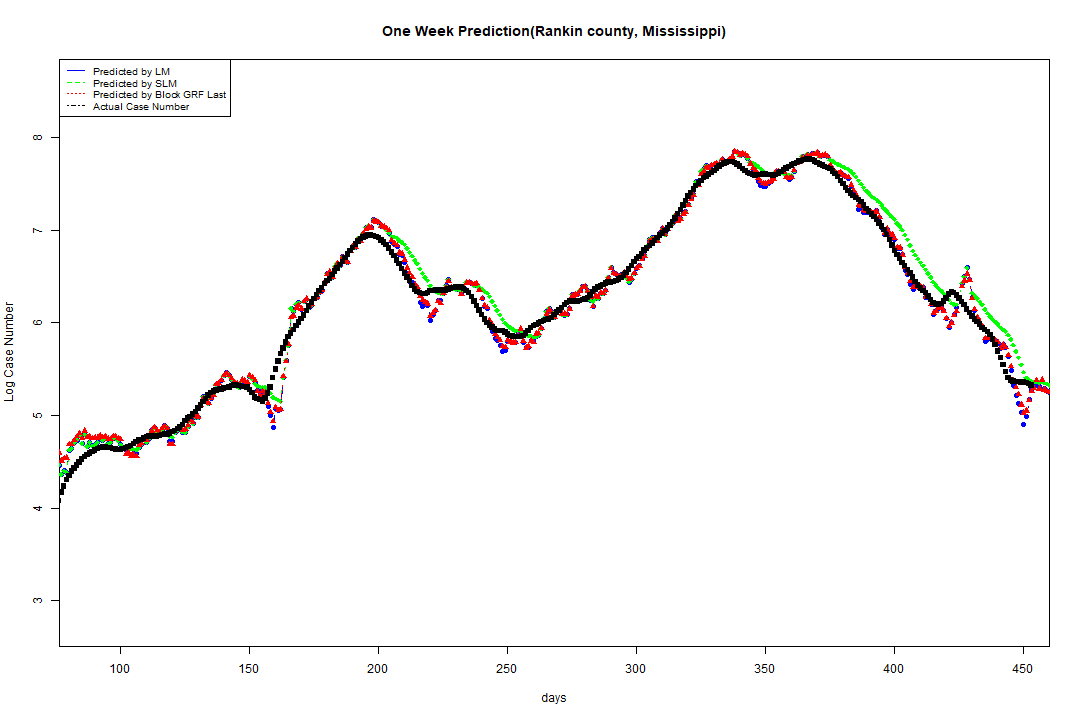 One Week Prediction(Rankin county, Mississippi)
Predicted by LM
Predicted by SLM
Predicted by Block GRF Last
Actual Case Number
8
7
6
5
4
3
Log Case Number
100 150 200 250 300 350 400 450
days